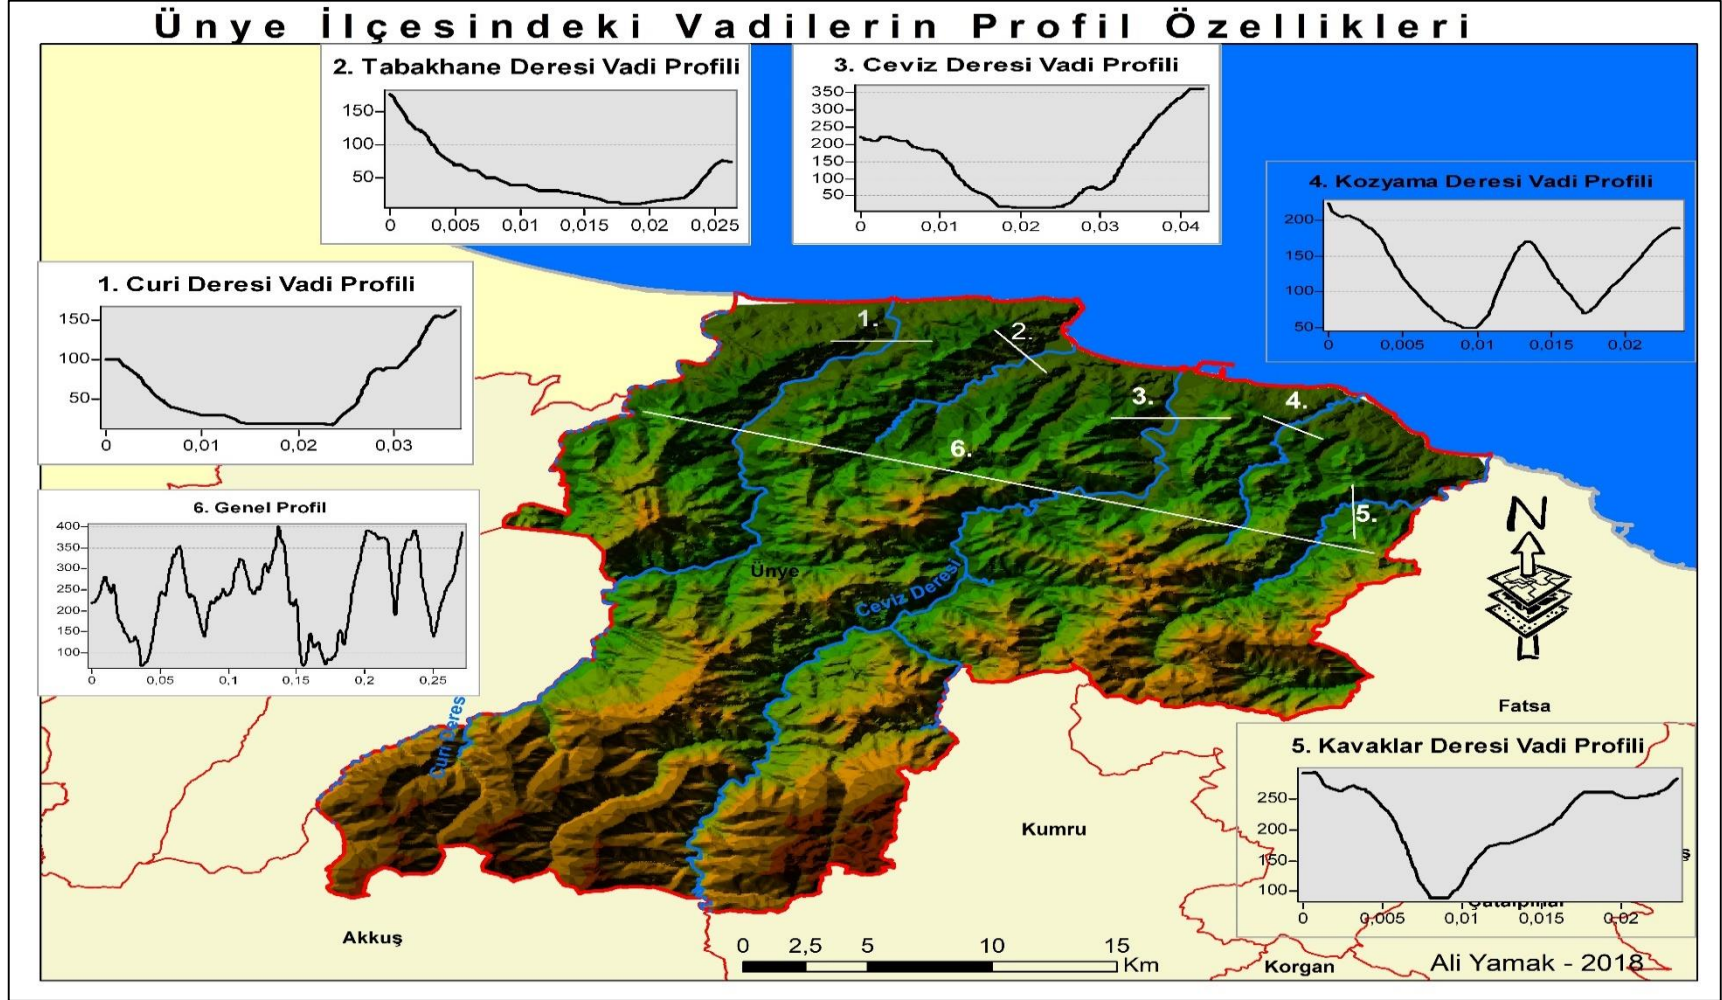 Ünye İlçesindeki Vadilerin Profil Özellikleri
2. Tabakhane Deresi Vadi Profili
150
100
50
0 0,005 0,01 0,015 0,02 0,025
3. Ceviz Deresi Vadi Profili
350
300
250
200
150
100
50
0 0,01 0,02 0,03 0,04
4. Kozyama Deresi Vadi Profili
200
150
100
50
0 0,005 0,01 0,015 0,02
1. Curi Deresi Vadi Profili
150
100
50
0 0,01 0,02 0,03
6. Genel Profil
400
350
300
250
200
150
100
0 0,05 0,1 0,15 0,2 0,25
1.
2.
3.
4.
5.
6.
Ünye
Ceviz Deresi
Curi Deres
N
Fatsa
5. Kavaklar Deresi Vadi Profili
250
200
150
100
0 0,005 0,01 0,015 0,02
ş
Kumru
Akkuş
Korgan
0 2,5 5 10 15
Km
Ali Yamak - 2018